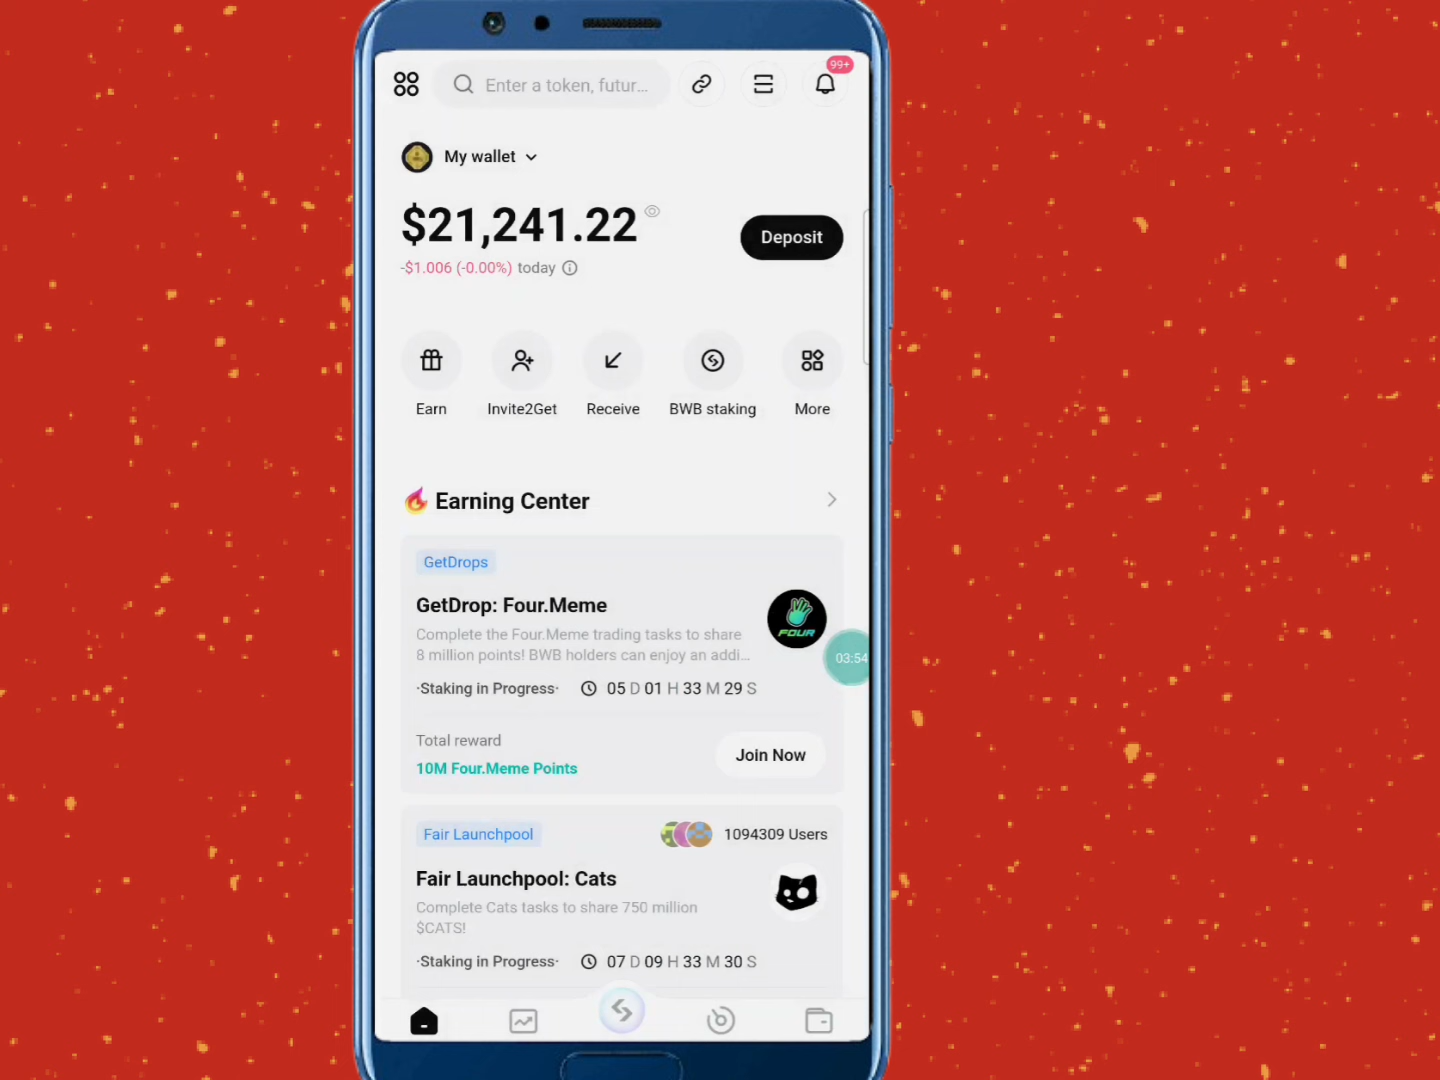 Enter a token, futur...
99+
My wallet
$21,241.22
Deposit
-$1.006 (-0.00%) today
Earn
Invite2Get
Receive
BWB staking
More
Earning Center
GetDrops
GetDrop: Four.Meme
Complete the Four.Meme trading tasks to share
8 million points! BWB holders can enjoy an addi...
FOUR
03:54
·Staking in Progress· 05 D 01 H 33 M 29 S
Total reward
10M Four.Meme Points
Join Now
Fair Launchpool
1094309 Users
Fair Launchpool: Cats
Complete Cats tasks to share 750 million
$CATS!
·Staking in Progress· 07 D 09 H 33 M 30 S